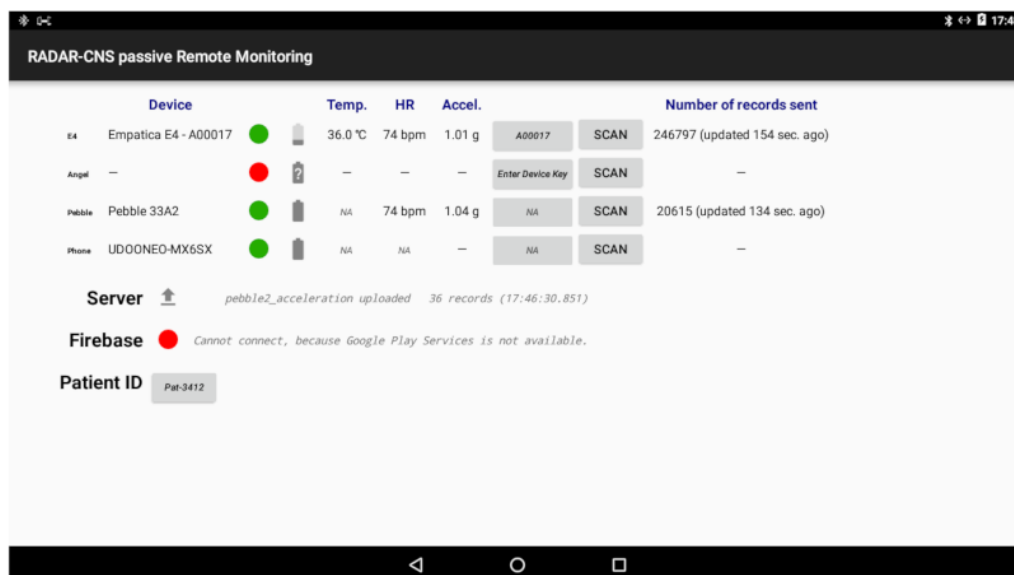 17:4
RADAR-CNS passive Remote Monitoring
Device Temp. HR Accel. Number of records sent
E4 Empatica E4 - A00017 36.0 °C 74 bpm 1.01 g A00017 SCAN 246797 (updated 154 sec. ago)
Angel — ? — — — Enter Device Key SCAN —
Pebble Pebble 33A2 NA 74 bpm 1.04 g NA SCAN 20615 (updated 134 sec. ago)
Phone UDOONEO-MX6SX NA NA — NA SCAN —
Server pebble2_acceleration uploaded 36 records (17:46:30.851)
Firebase Cannot connect, because Google Play Services is not available.
Patient ID Pat-3412